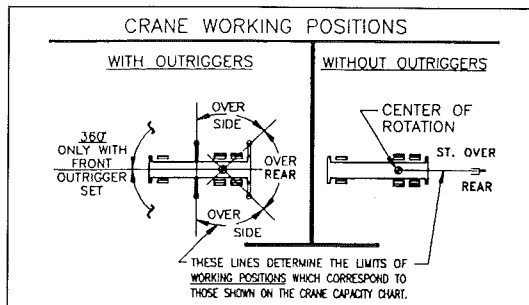 CRANE WORKING POSITIONS
WITH OUTRIGGERS
360°
ONLY WITH
FRONT
OUTRIGGER
SET
OVER
SIDE
OVER
REAR
OVER
SIDE
WITHOUT OUTRIGGERS
CENTER OF
ROTATION
ST. OVER
REAR
THESE LINES DETERMINE THE LIMITS OF
WORKING POSITIONS WHICH CORRESPOND TO
THOSE SHOWN ON THE CRANE CAPACITY CHART.